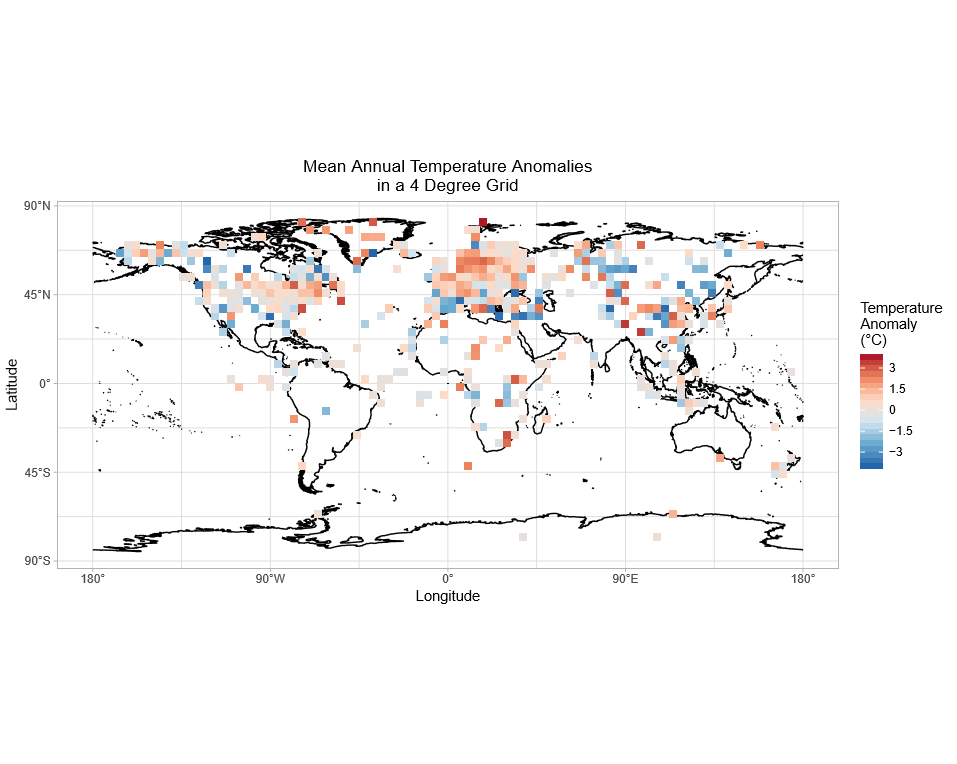 Mean Annual Temperature Anomalies
in a 4 Degree Grid
90°N
45°N
0°
45°S
90°S
Latitude
180°
90°W
0°
90°E
180°
Longitude
Temperature
Anomaly
(°C)
3
1.5
0
−1.5
−3